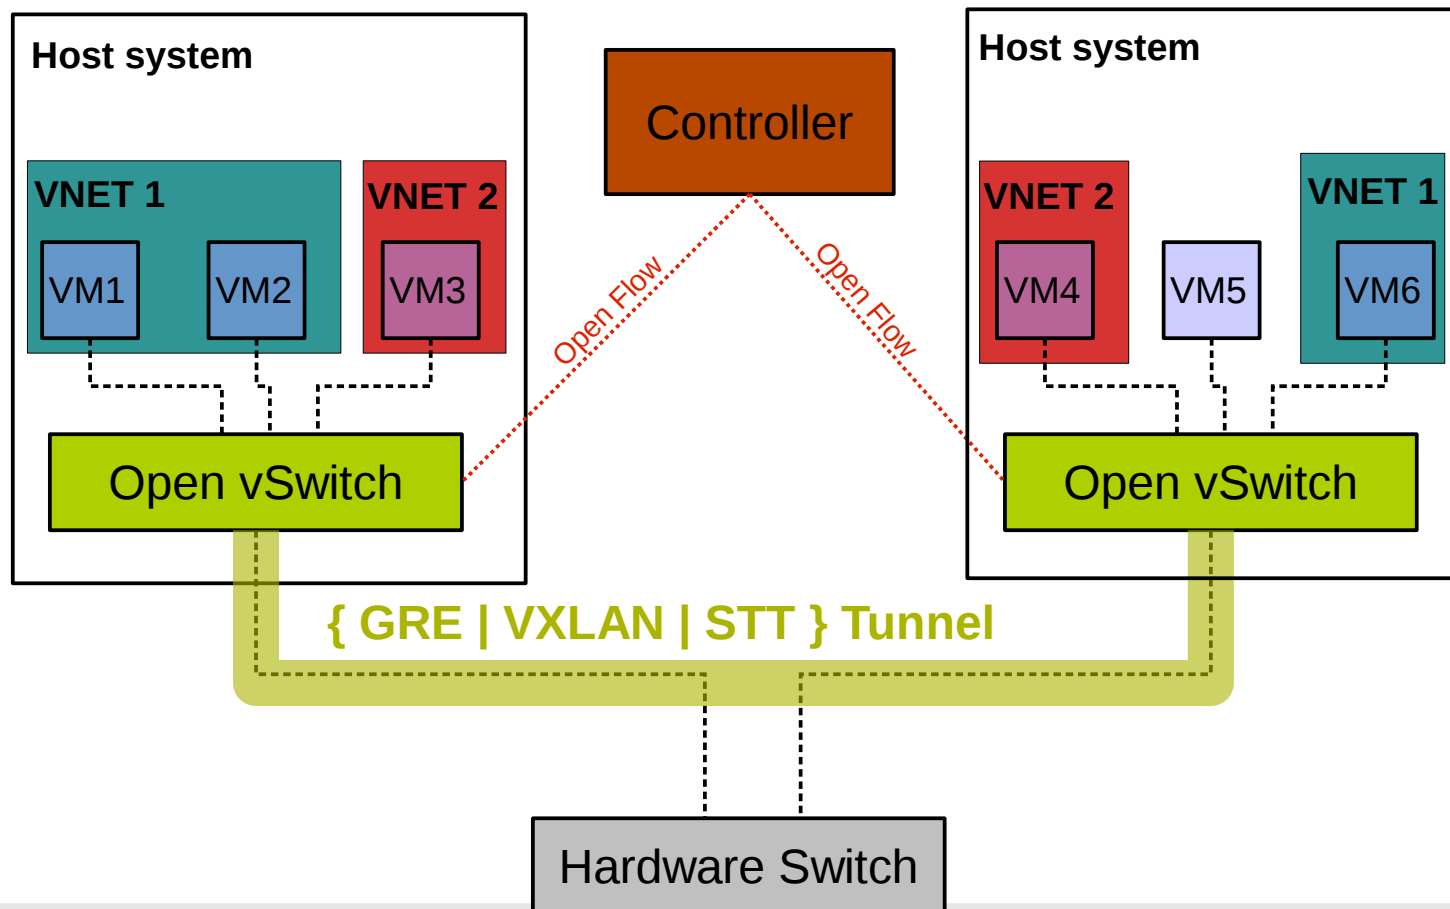 Host system
Controller
Host system
VNET 1
VNET 2
VNET 2
VNET 1
VM1
VM2
VM3
VM4
VM5
VM6
Open Flow
Open Flow
Open vSwitch
Open vSwitch
{ GRE | VXLAN | STT } Tunnel
Hardware Switch